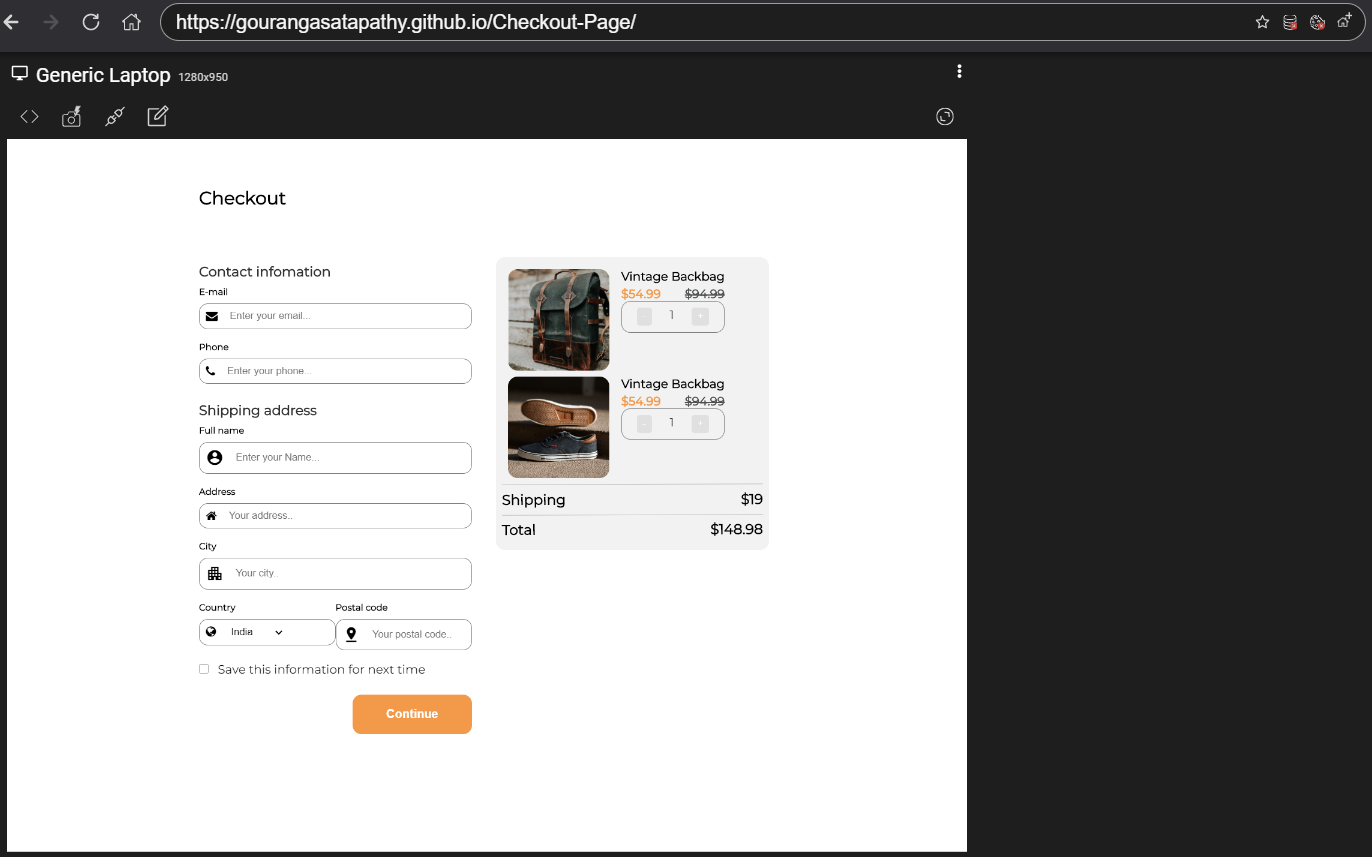 https://gourangasatapathy.github.io/Checkout-Page/
Generic Laptop 1280x950
Checkout
Contact infomation
E-mail
Enter your email...
Phone
Enter your phone...
Shipping address
Full name
Enter your Name...
Address
Your address..
City
Your city..
Country Postal code
India Your postal code..
Save this information for next time
Continue
Vintage Backbag
$54.99 $94.99
- 1 +
Vintage Backbag
$54.99 $94.99
- 1 +
Shipping $19
Total $148.98